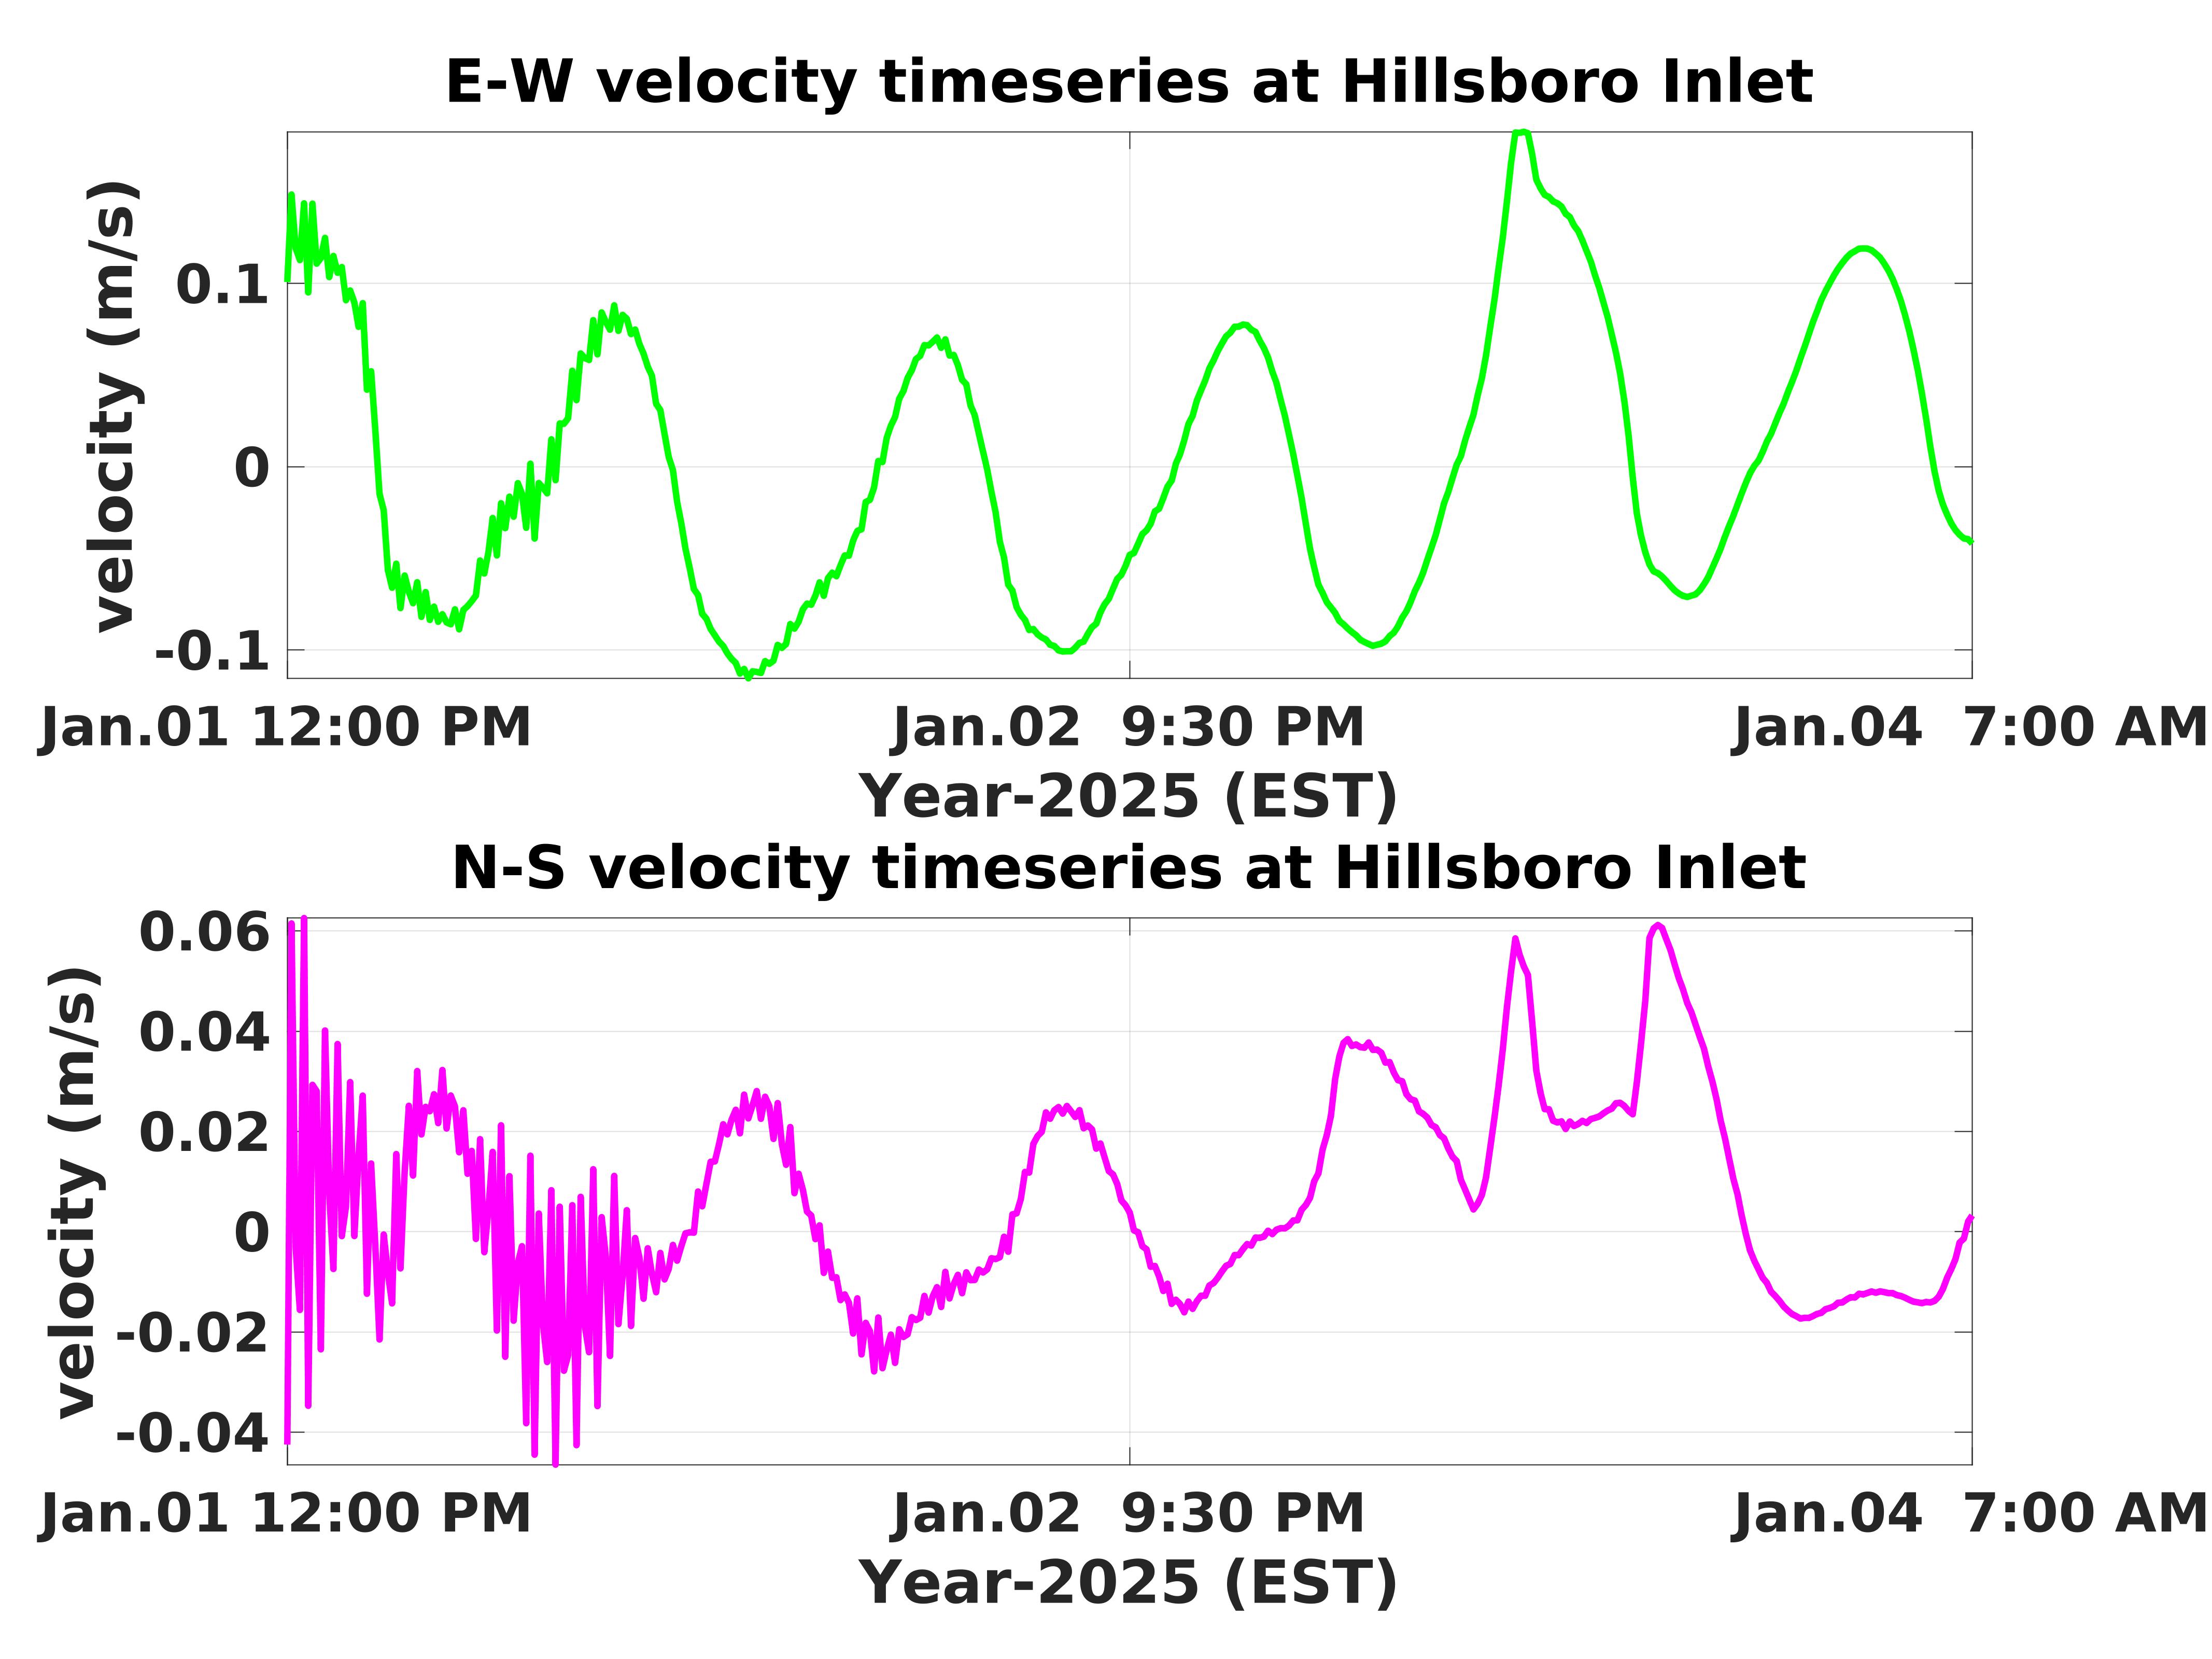 E-W velocity timeseries at Hillsboro Inlet
velocity (m/s)
0.1
0
-0.1
Jan.01 12:00 PM
Jan.02  9:30 PM
Jan.04  7:00 AM
Year-2025 (EST)
N-S velocity timeseries at Hillsboro Inlet
velocity (m/s)
0.06
0.04
0.02
0
-0.02
-0.04
Jan.01 12:00 PM
Jan.02  9:30 PM
Jan.04  7:00 AM
Year-2025 (EST)